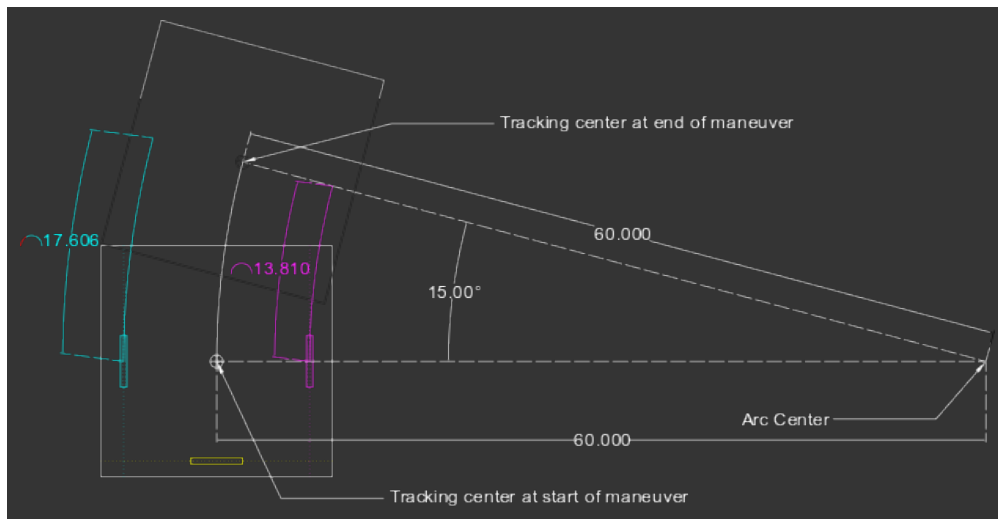 Tracking center at end of maneuver
60.000
17.606
13.810
15.00°
Arc Center
60.000
Tracking center at start of maneuver